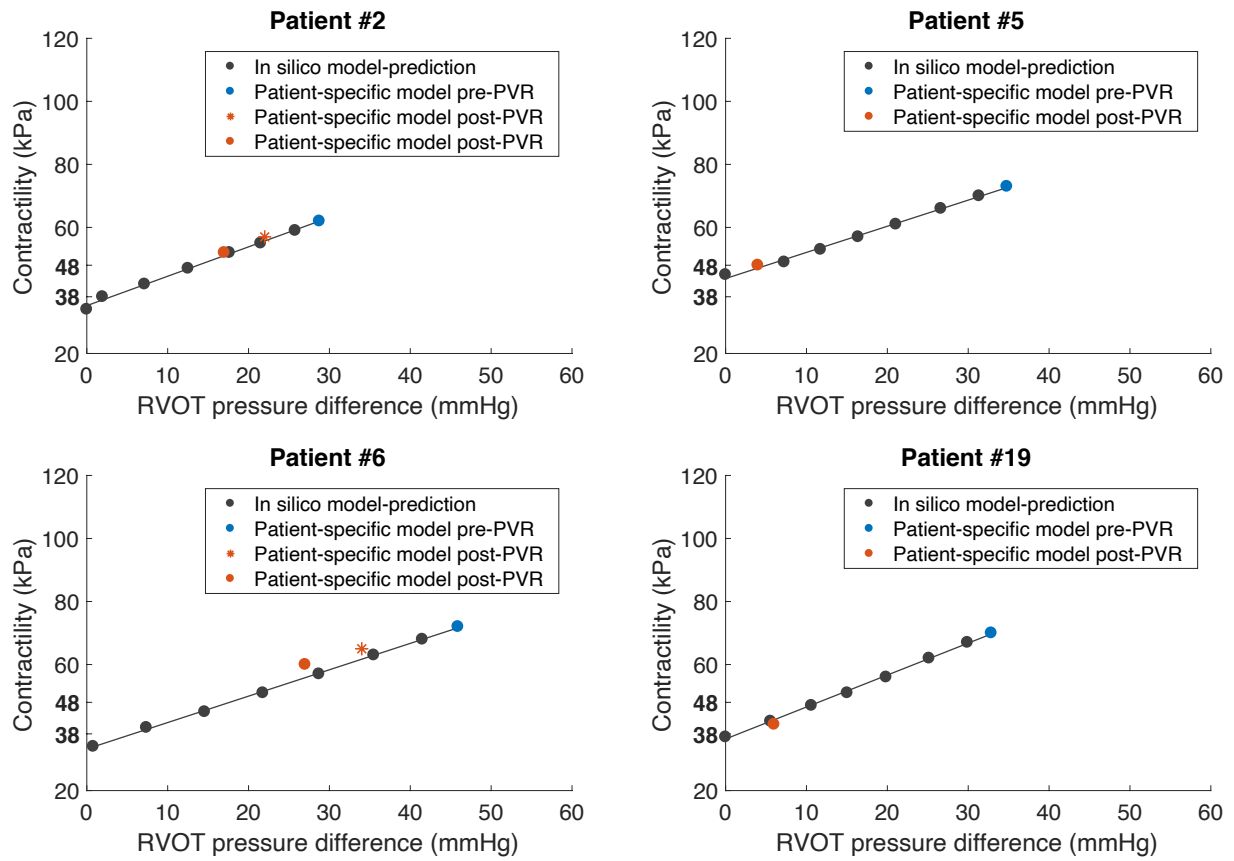 Patient #2
120
100
80
60
48
38
20
Contractility (kPa)
In silico model-prediction
Patient-specific model pre-PVR
Patient-specific model post-PVR
Patient-specific model post-PVR
0 10 20 30 40 50 60
RVOT pressure difference (mmHg)
Patient #5
120
100
80
60
48
38
20
Contractility (kPa)
In silico model-prediction
Patient-specific model pre-PVR
Patient-specific model post-PVR
0 10 20 30 40 50 60
RVOT pressure difference (mmHg)
Patient #6
120
100
80
60
48
38
20
Contractility (kPa)
In silico model-prediction
Patient-specific model pre-PVR
Patient-specific model post-PVR
Patient-specific model post-PVR
0 10 20 30 40 50 60
RVOT pressure difference (mmHg)
Patient #19
120
100
80
60
48
38
20
Contractility (kPa)
In silico model-prediction
Patient-specific model pre-PVR
Patient-specific model post-PVR
0 10 20 30 40 50 60
RVOT pressure difference (mmHg)